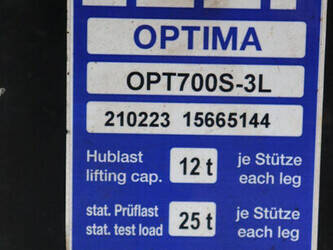 OPTIMA
OPT700S-3L
210223 15665144
Hublast 12 t je Stütze
lifting cap. each leg
stat. Prüflast 25 t je Stütze
stat. test load each leg